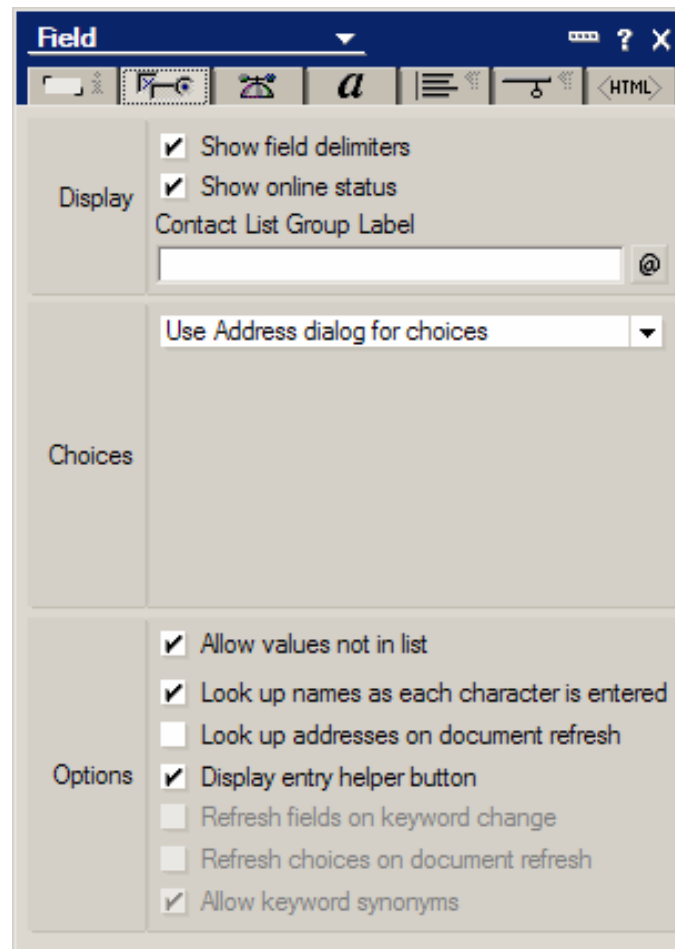 Field
?
X
a
<HTML>
Display
Show field delimiters
Show online status
Contact List Group Label
@
Choices
Use Address dialog for choices
Options
Allow values not in list
Look up names as each character is entered
Look up addresses on document refresh
Display entry helper button
Refresh fields on keyword change
Refresh choices on document refresh
Allow keyword synonyms